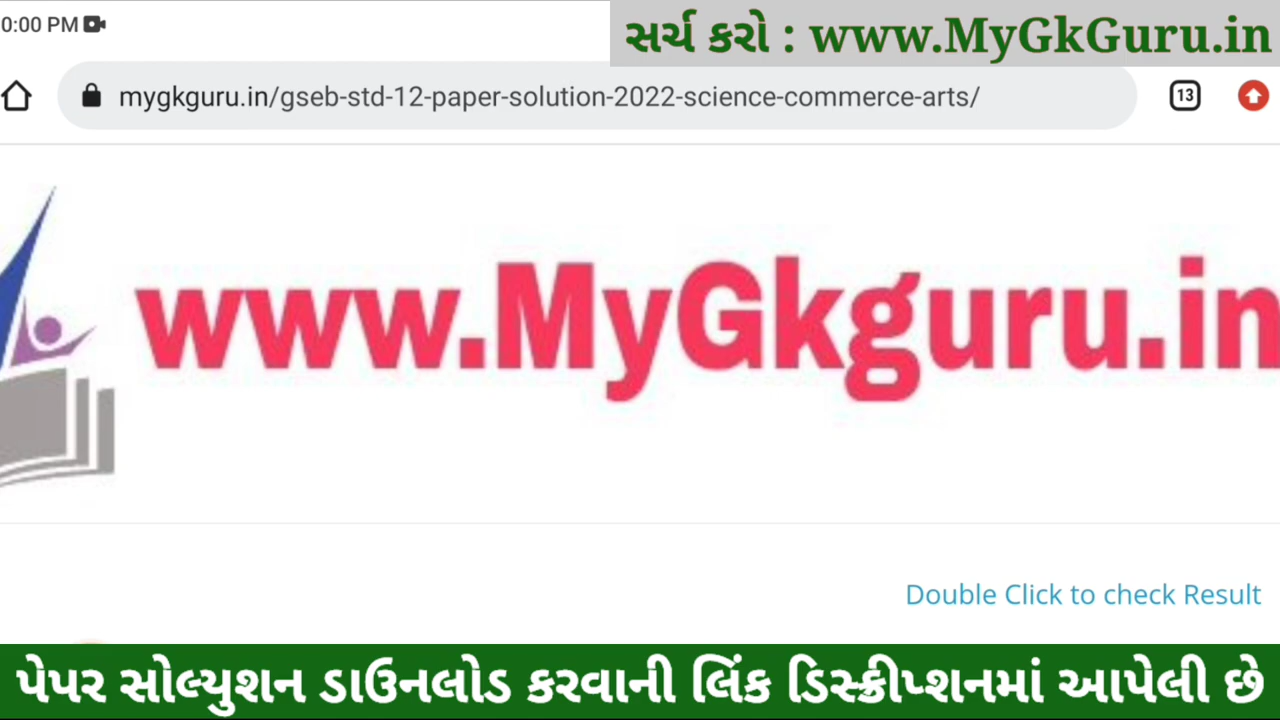 0:00 PM
સર્ચ કરો : www.MyGkGuru.in
mygkguru.in/gseb-std-12-paper-solution-2022-science-commerce-arts/
13
www.MyGkguru.in
Double Click to check Result
પેપર સોલ્યુશન ડાઉનલોડ કરવાની લિંક ડિસ્ક્રીપ્શનમાં આપેલી છે